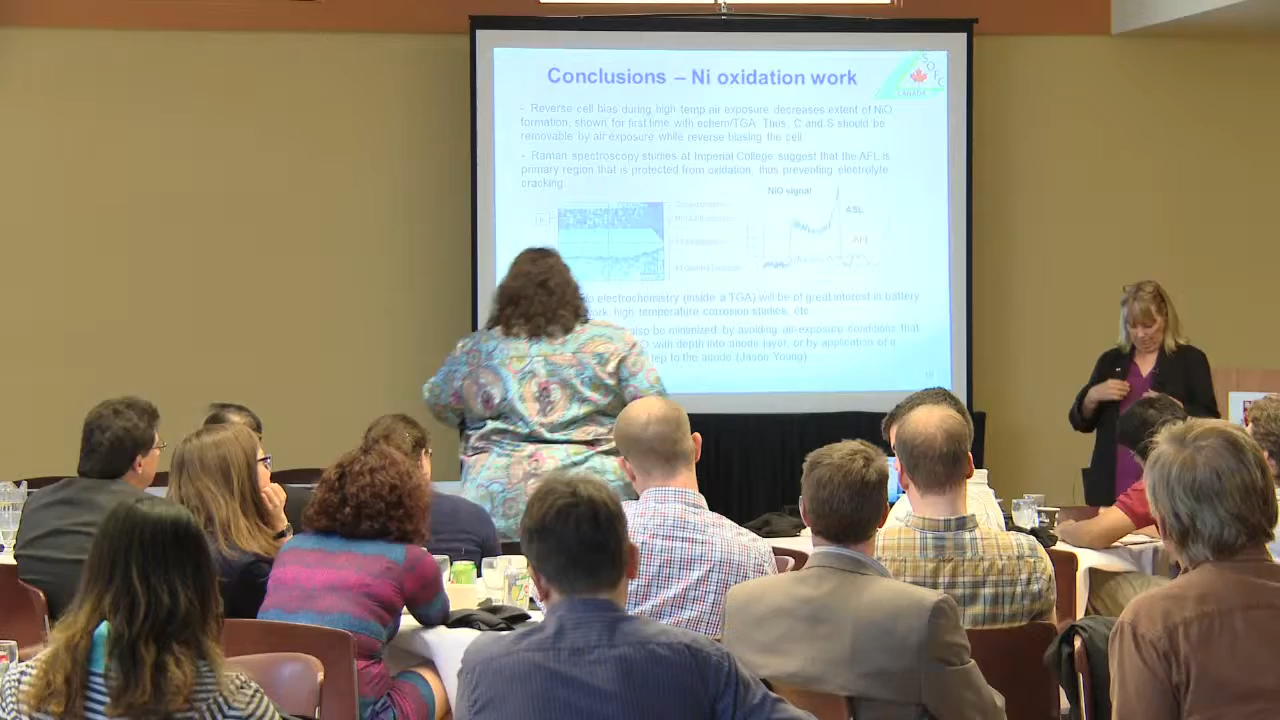 Conclusions – Ni oxidation work
SOFC
CANADA
- Reverse cell bias during high temp air exposure decreases extent of NiO
formation, shown for first time with echem/TGA. Thus, C and S should be
removable by air exposure while reverse biasing the cell
- Raman spectroscopy studies at Imperial College suggest that the AFL is
primary region that is protected from oxidation, thus preventing electrolyte
cracking.
NiO signal
ASL
AFL
electrochemistry (inside a TGA) will be of great interest in battery
work, high temperature corrosion studies, etc
also be minimized by avoiding air-exposure conditions that
with depth into anode layer, or by application of a
to the anode (Jason Young)